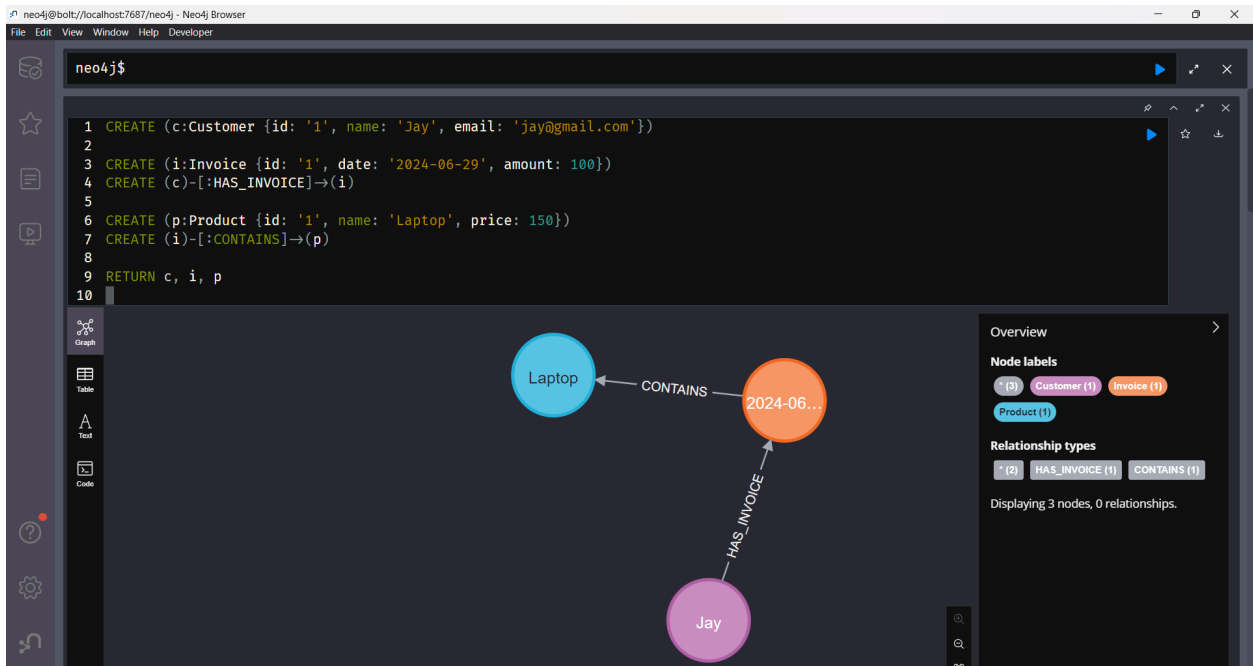 neo4j@bolt://localhost:7687/neo4j - Neo4j Browser
File Edit View Window Help Developer
neo4j$
1 CREATE (c:Customer {id: '1', name: 'Jay', email: 'jay@gmail.com'})
2
3 CREATE (i:Invoice {id: '1', date: '2024-06-29', amount: 100})
4 CREATE (c)-[:HAS_INVOICE]→(i)
5
6 CREATE (p:Product {id: '1', name: 'Laptop', price: 150})
7 CREATE (i)-[:CONTAINS]→(p)
8
9 RETURN c, i, p
10
Graph
Table
Text
Code
Laptop
CONTAINS
2024-06...
HAS_INVOICE
Jay
Overview
Node labels
* (3) Customer (1) Invoice (1)
Product (1)
Relationship types
* (2) HAS_INVOICE (1) CONTAINS (1)
Displaying 3 nodes, 0 relationships.